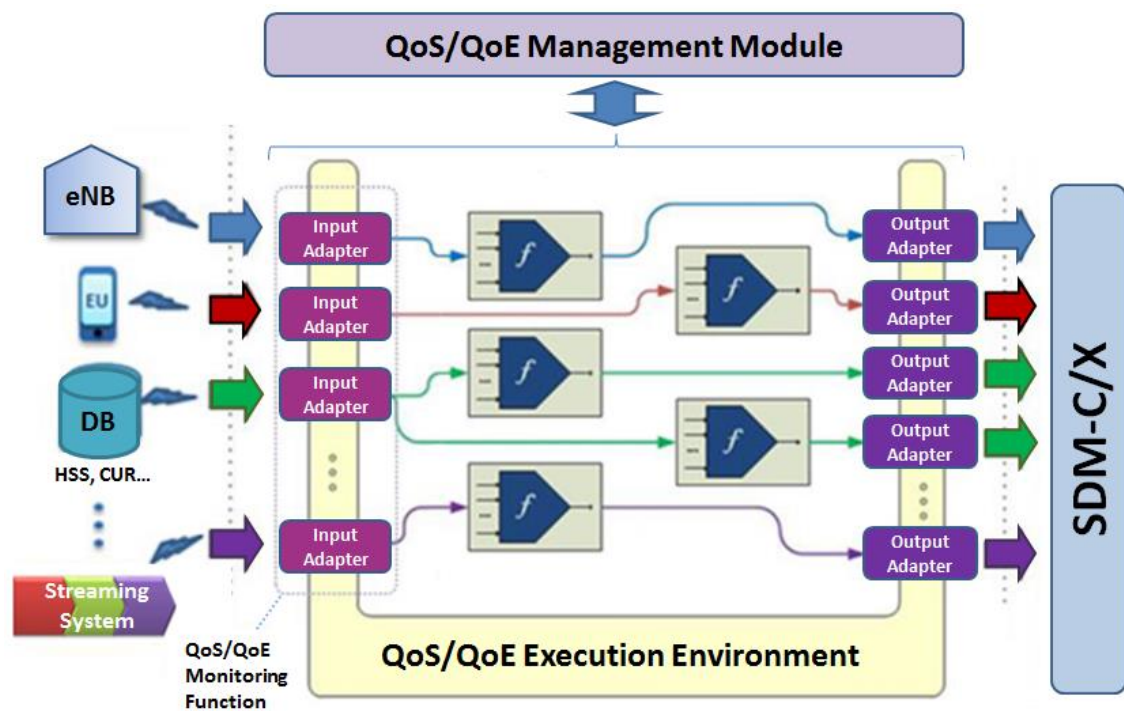 QoS/QoE Management Module
eNB
EU
DB
HSS, CUR...
Streaming
System
Input
Adapter
Input
Adapter
Input
Adapter
Input
Adapter
QoS/QoE
Monitoring
Function
f
f
f
f
f
Output
Adapter
Output
Adapter
Output
Adapter
Output
Adapter
Output
Adapter
QoS/QoE Execution Environment
SDM-C/X